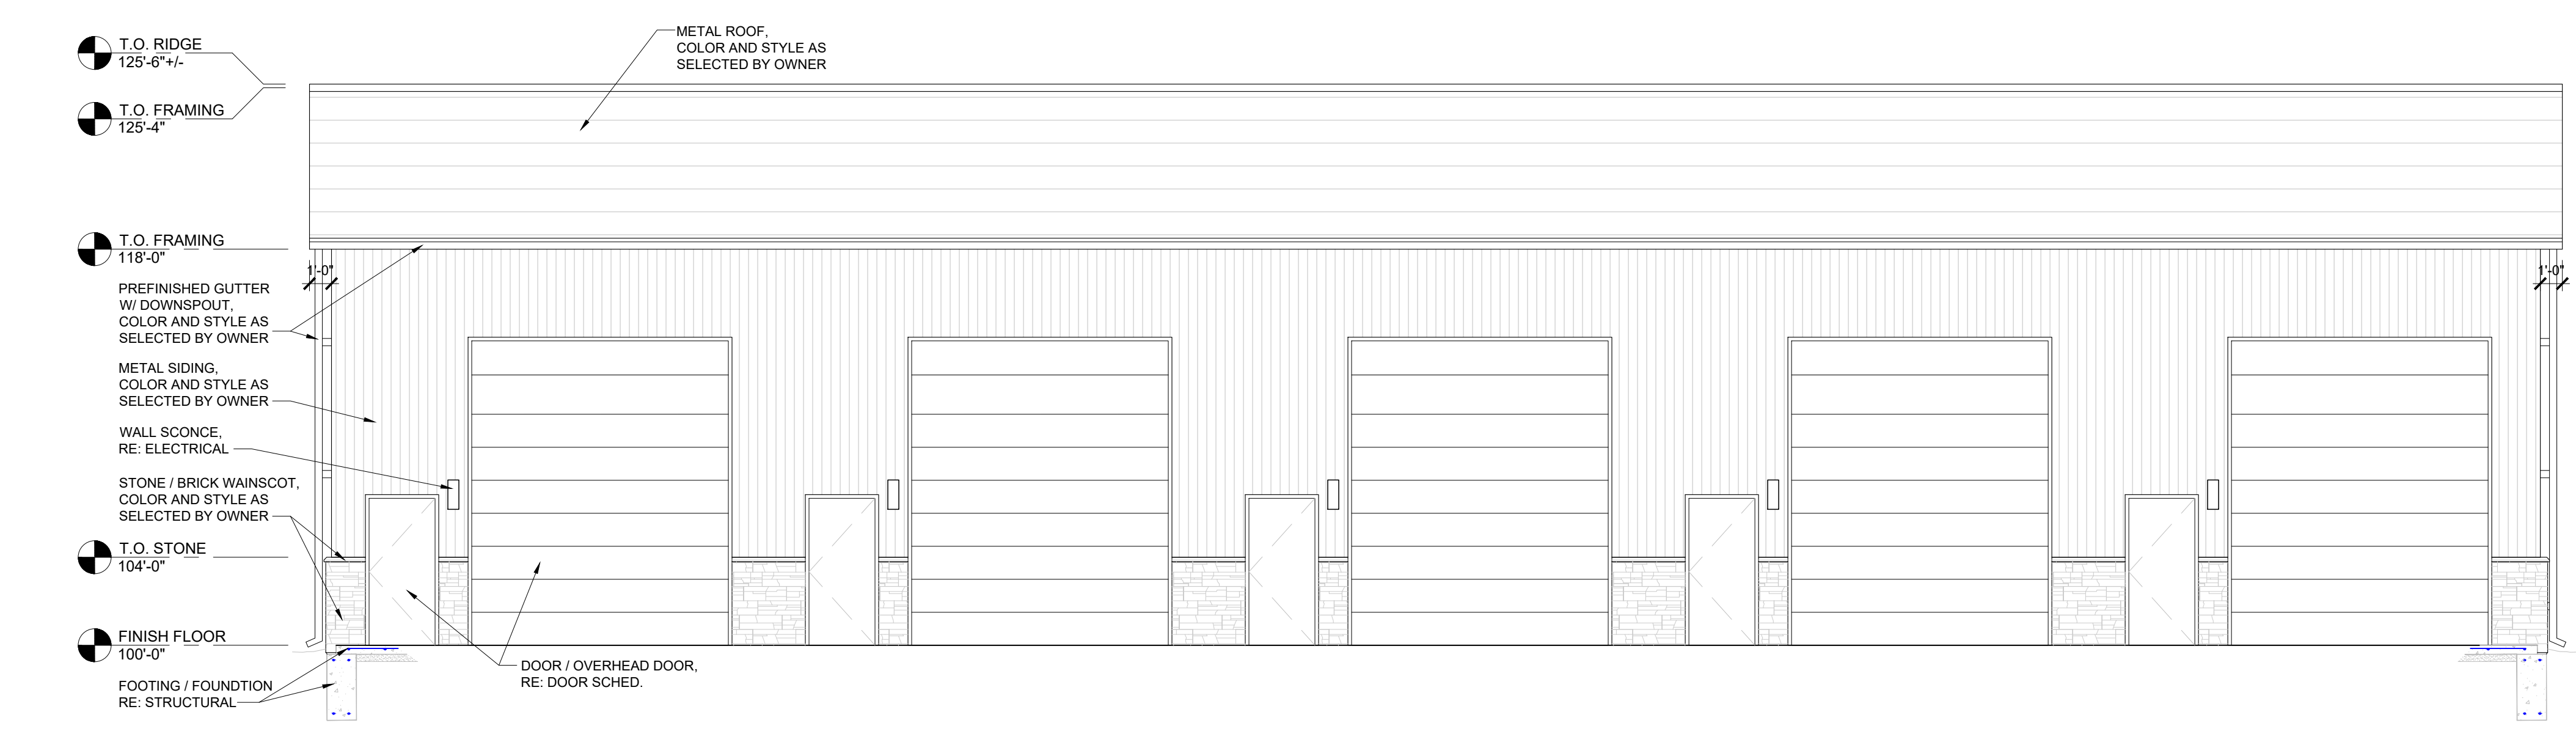 T.O. RIDGE
125'-6"+/-
METAL ROOF,
COLOR AND STYLE AS
SELECTED BY OWNER
T.O. FRAMING
125'-4"
T.O. FRAMING
118'-0"
1'-0"
1'-0"
PREFINISHED GUTTER
W/ DOWNSPOUT,
COLOR AND STYLE AS
SELECTED BY OWNER
METAL SIDING,
COLOR AND STYLE AS
SELECTED BY OWNER
WALL SCONCE,
RE: ELECTRICAL
STONE / BRICK WAINSCOT,
COLOR AND STYLE AS
SELECTED BY OWNER
T.O. STONE
104'-0"
FINISH FLOOR
100'-0"
DOOR / OVERHEAD DOOR,
RE: DOOR SCHED.
FOOTING / FOUNDTION
RE: STRUCTURAL